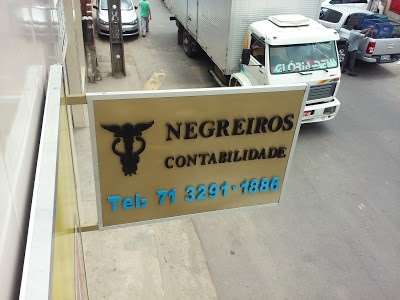 NEGREIROS
CONTABILIDADE
Tel: 71 3291-1886